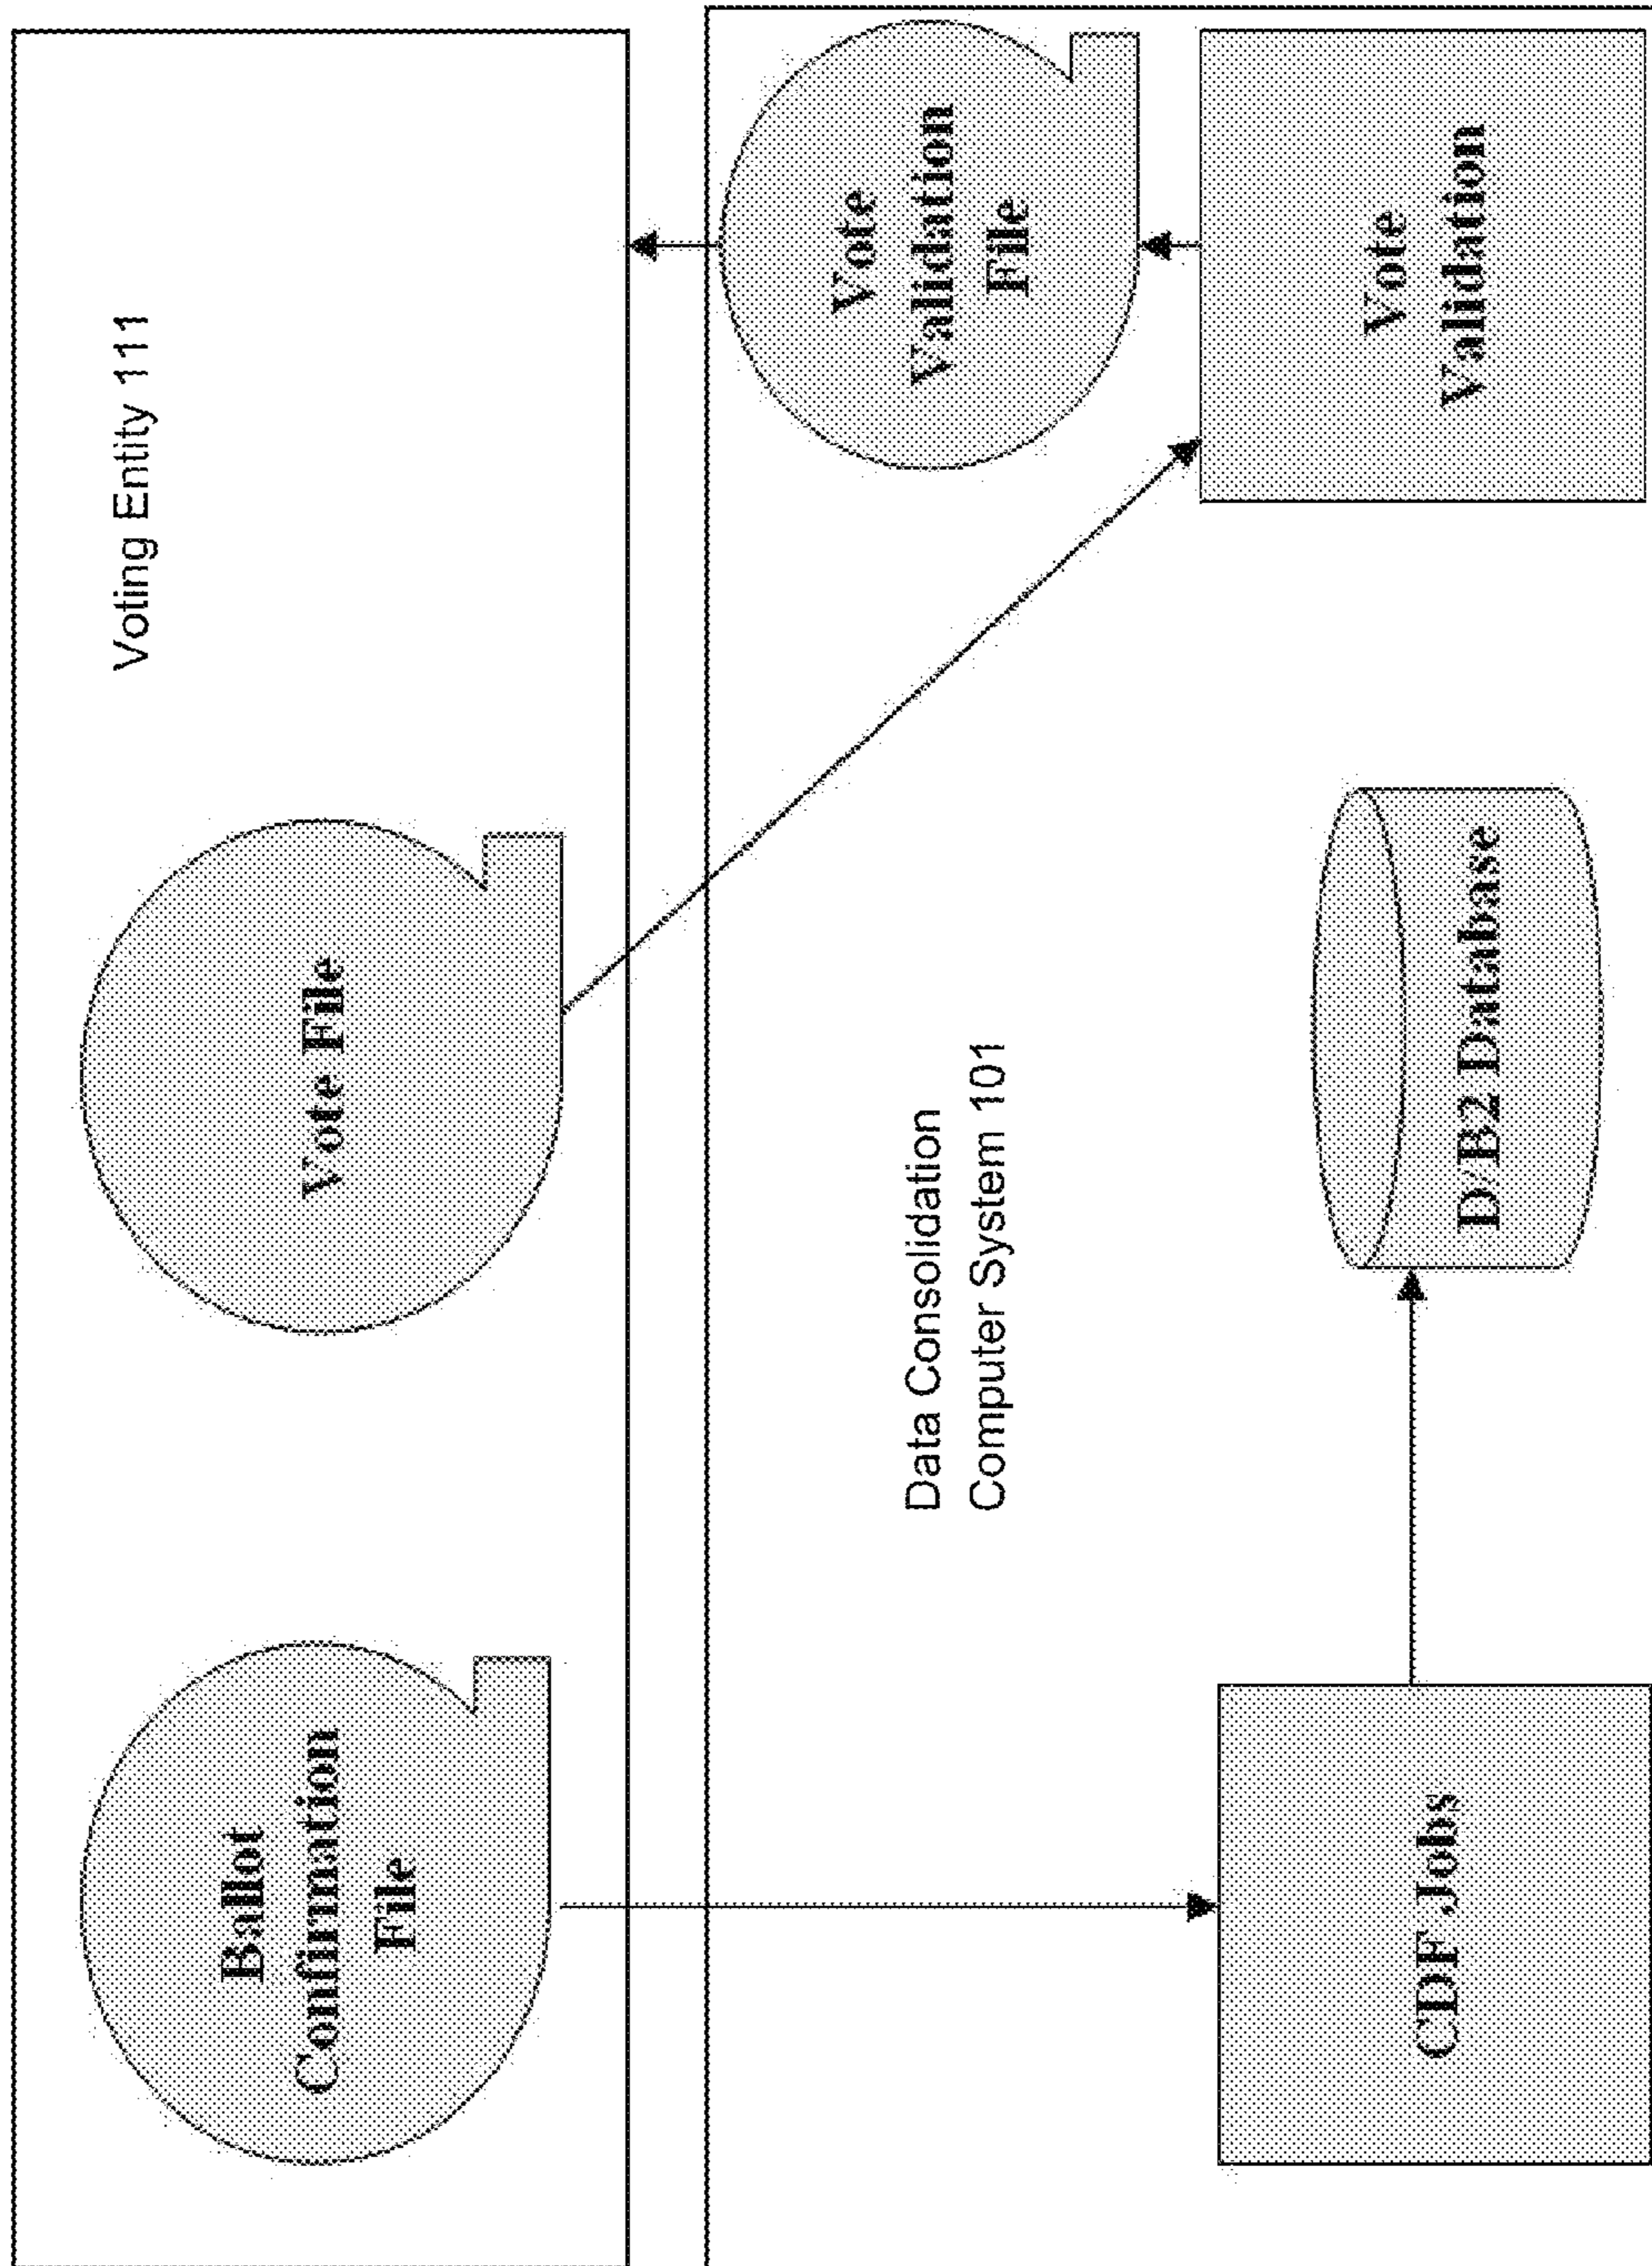 Voting Entity 111
Ballot
Confirmation
File
Vote File
Data Consolidation
Computer System 101
Vote
Validation
File
CDF Jobs
D/B2 Database
Vote
Validation